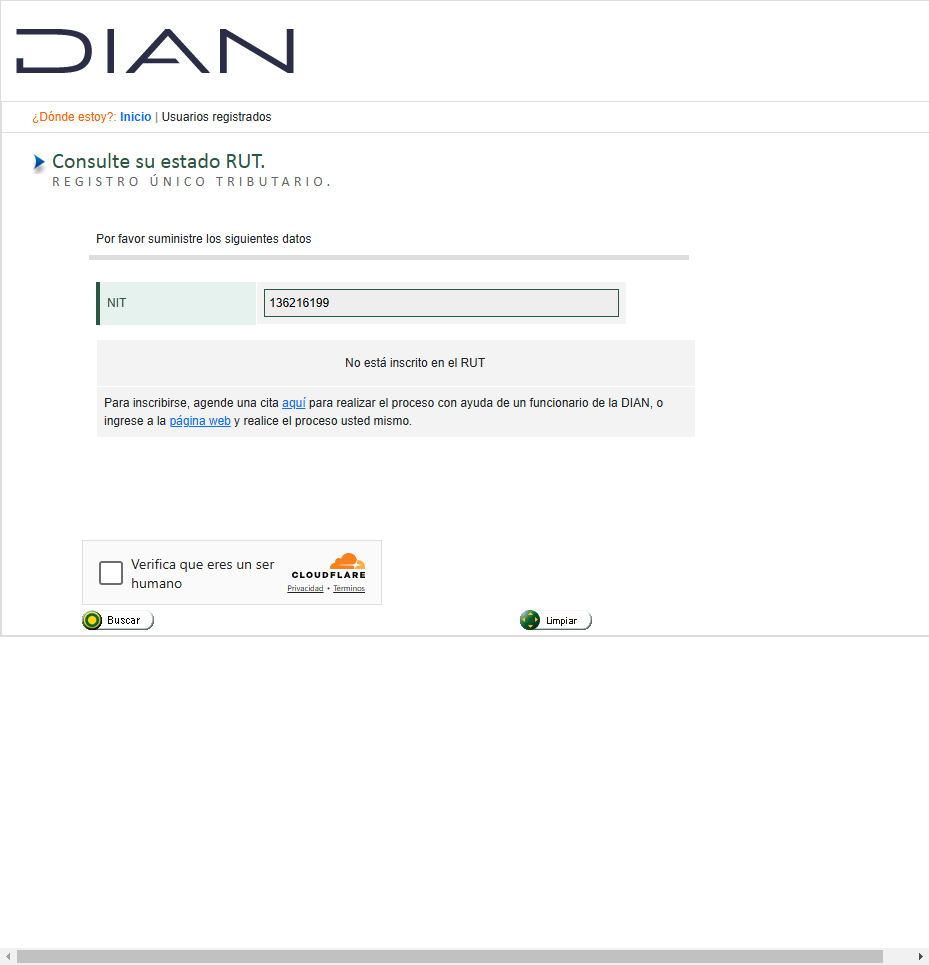 DIAN
¿Dónde estoy?: Inicio | Usuarios registrados
Consulte su estado RUT.
REGISTRO ÚNICO TRIBUTARIO.
Por favor suministre los siguientes datos
NIT 136216199
No está inscrito en el RUT
Para inscribirse, agende una cita aquí para realizar el proceso con ayuda de un funcionario de la DIAN, o
ingrese a la página web y realice el proceso usted mismo.
Verifica que eres un ser
humano
CLOUDFLARE
Privacidad • Términos
Buscar Limpiar